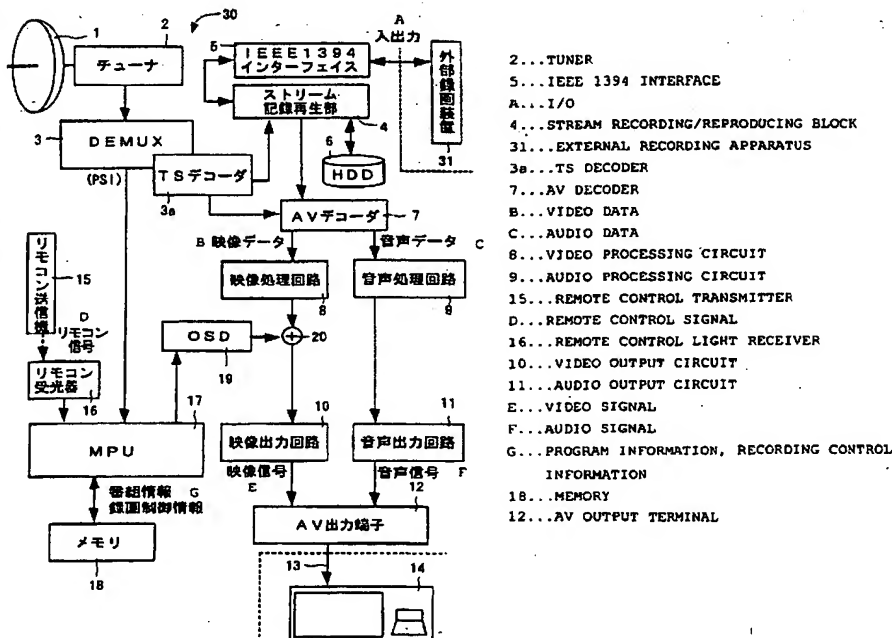 1
2
30
チューナ
3
DEMUX
(PSI)
TSデコーダ
3a
5
IEEE1394
インターフェイス
A
入出力
外部録画装置
31
ストリーム
記録再生部
4
6
HDD
AVデコーダ
7
B 映像データ
音声データ C
映像処理回路
8
音声処理回路
9
リモコン送信機
15
D
リモコン
信号
リモコン
受光器
16
OSD
19
20
17
MPU
10
映像出力回路
映像信号
E
11
音声出力回路
音声信号 F
番組情報 G
録画制御情報
メモリ
18
12
AV出力端子
13
14
2...TUNER
5...IEEE 1394 INTERFACE
A...I/O
4...STREAM RECORDING/REPRODUCING BLOCK
31...EXTERNAL RECORDING APPARATUS
3a...TS DECODER
7...AV DECODER
B...VIDEO DATA
C...AUDIO DATA
8...VIDEO PROCESSING CIRCUIT
9...AUDIO PROCESSING CIRCUIT
15...REMOTE CONTROL TRANSMITTER
D...REMOTE CONTROL SIGNAL
16...REMOTE CONTROL LIGHT RECEIVER
10...VIDEO OUTPUT CIRCUIT
11...AUDIO OUTPUT CIRCUIT
E...VIDEO SIGNAL
F...AUDIO SIGNAL
G...PROGRAM INFORMATION, RECORDING CONTROL
INFORMATION
18...MEMORY
12...AV OUTPUT TERMINAL